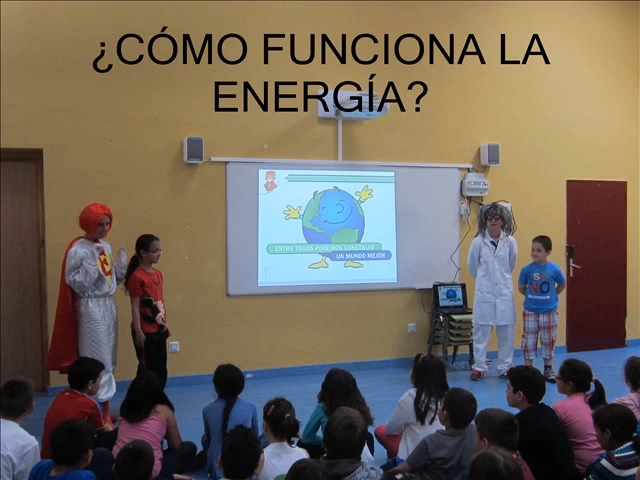 ¿CÓMO FUNCIONA LA
ENERGÍA?
ENTRE TODOS PODEMOS CONSTRUIR
UN MUNDO MEJOR
E